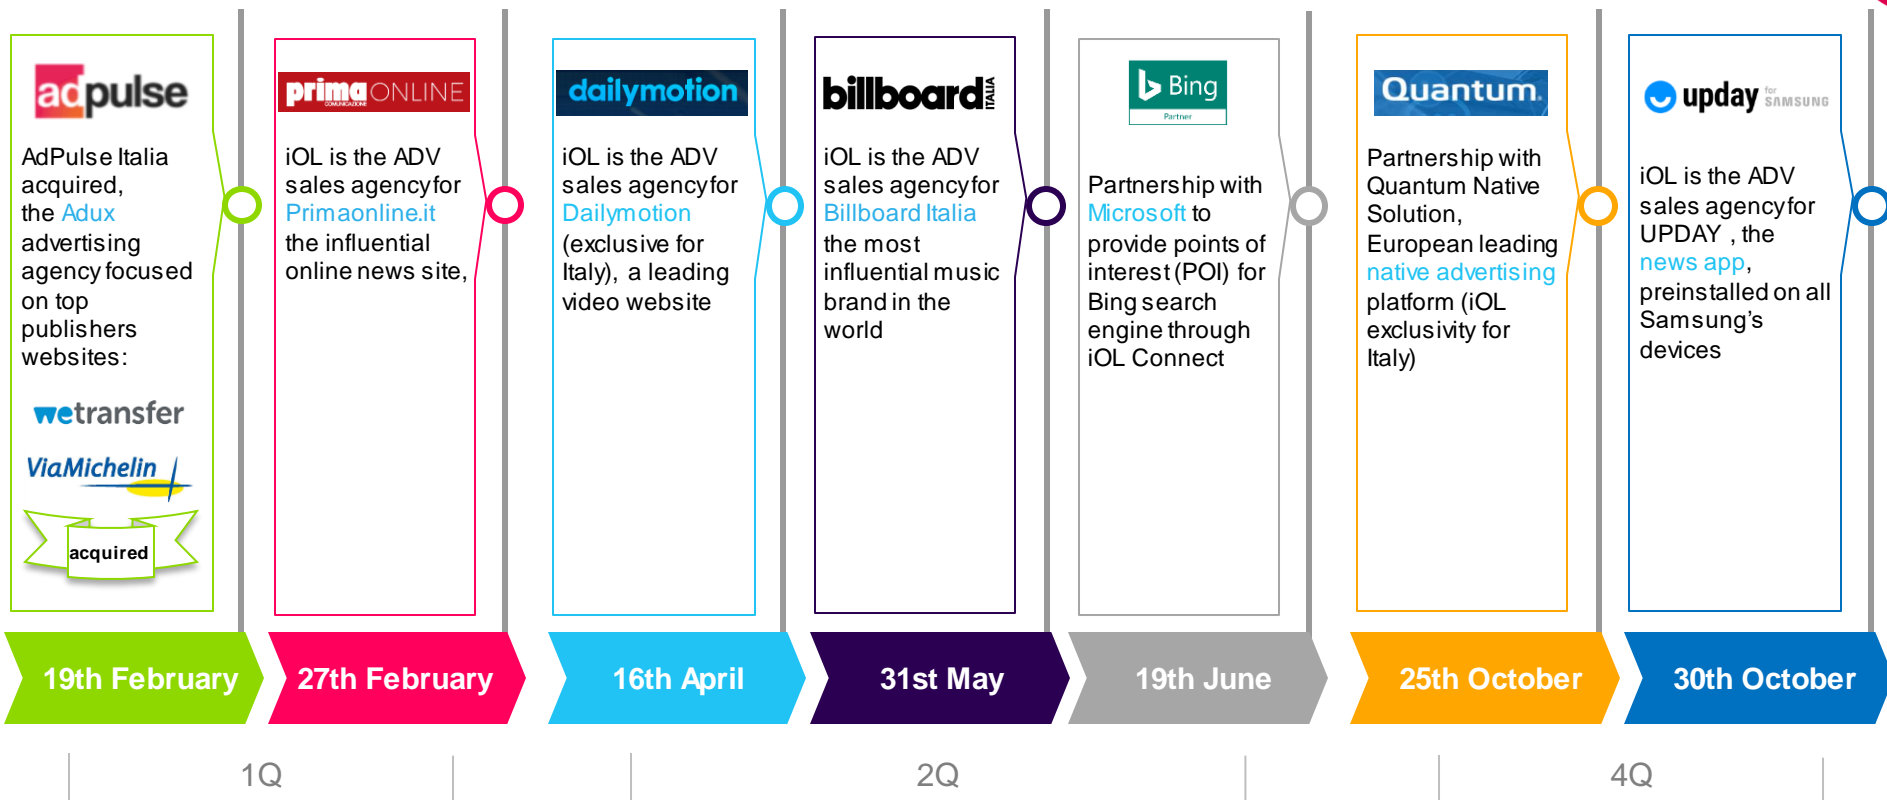 adpulse
AdPulse Italia
acquired,
the Adux
advertising
agency focused
on top
publishers
websites:
wetransfer
ViaMichelin
acquired
19th February
prima ONLINE
COMUNICAZIONE
iOL is the ADV
sales agency for
Primaonline.it
the influential
online news site,
27th February
1Q
dailymotion
iOL is the ADV
sales agency for
Dailymotion
(exclusive for
Italy), a leading
video website
16th April
billboard ITALIA
iOL is the ADV
sales agency for
Billboard Italia
the most
influential music
brand in the
world
31st May
Bing
Partner
Partnership with
Microsoft to
provide points of
interest (POI) for
Bing search
engine through
iOL Connect
19th June
2Q
Quantum.
Partnership with
Quantum Native
Solution,
European leading
native advertising
platform (iOL
exclusivity for
Italy)
25th October
upday for SAMSUNG
iOL is the ADV
sales agency for
UPDAY , the
news app,
preinstalled on all
Samsung’s
devices
30th October
4Q